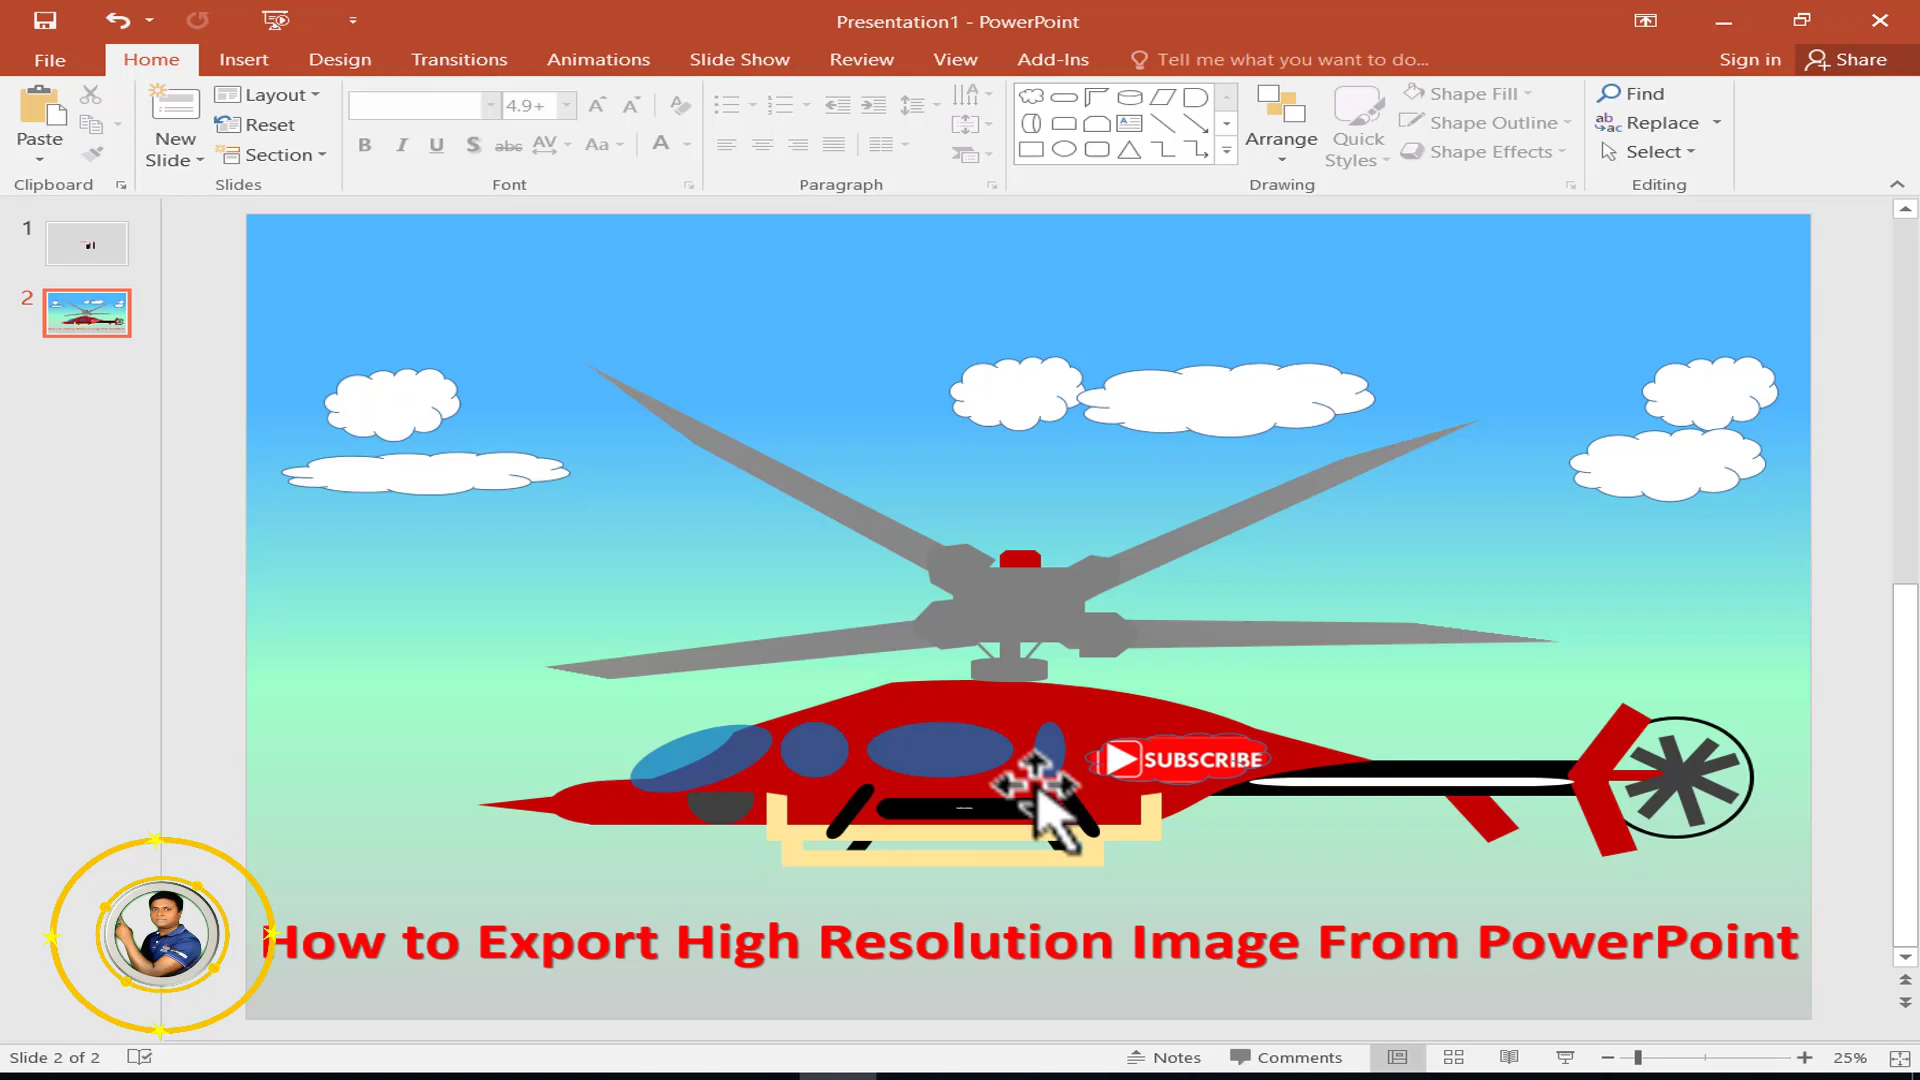 Presentation1 - PowerPoint
File Home Insert Design Transitions Animations Slide Show Review View Add-Ins Tell me what you want to do... Sign in Share
Paste
New Slide
Layout
Reset
Section
4.9+
B I U S abc AV Aa A
Arrange
Quick Styles
Shape Fill
Shape Outline
Shape Effects
Find
Replace
Select
Clipboard Slides Font Paragraph Drawing Editing
1
2
SUBSCRIBE
How to Export High Resolution Image From PowerPoint
Slide 2 of 2 Notes Comments 25%